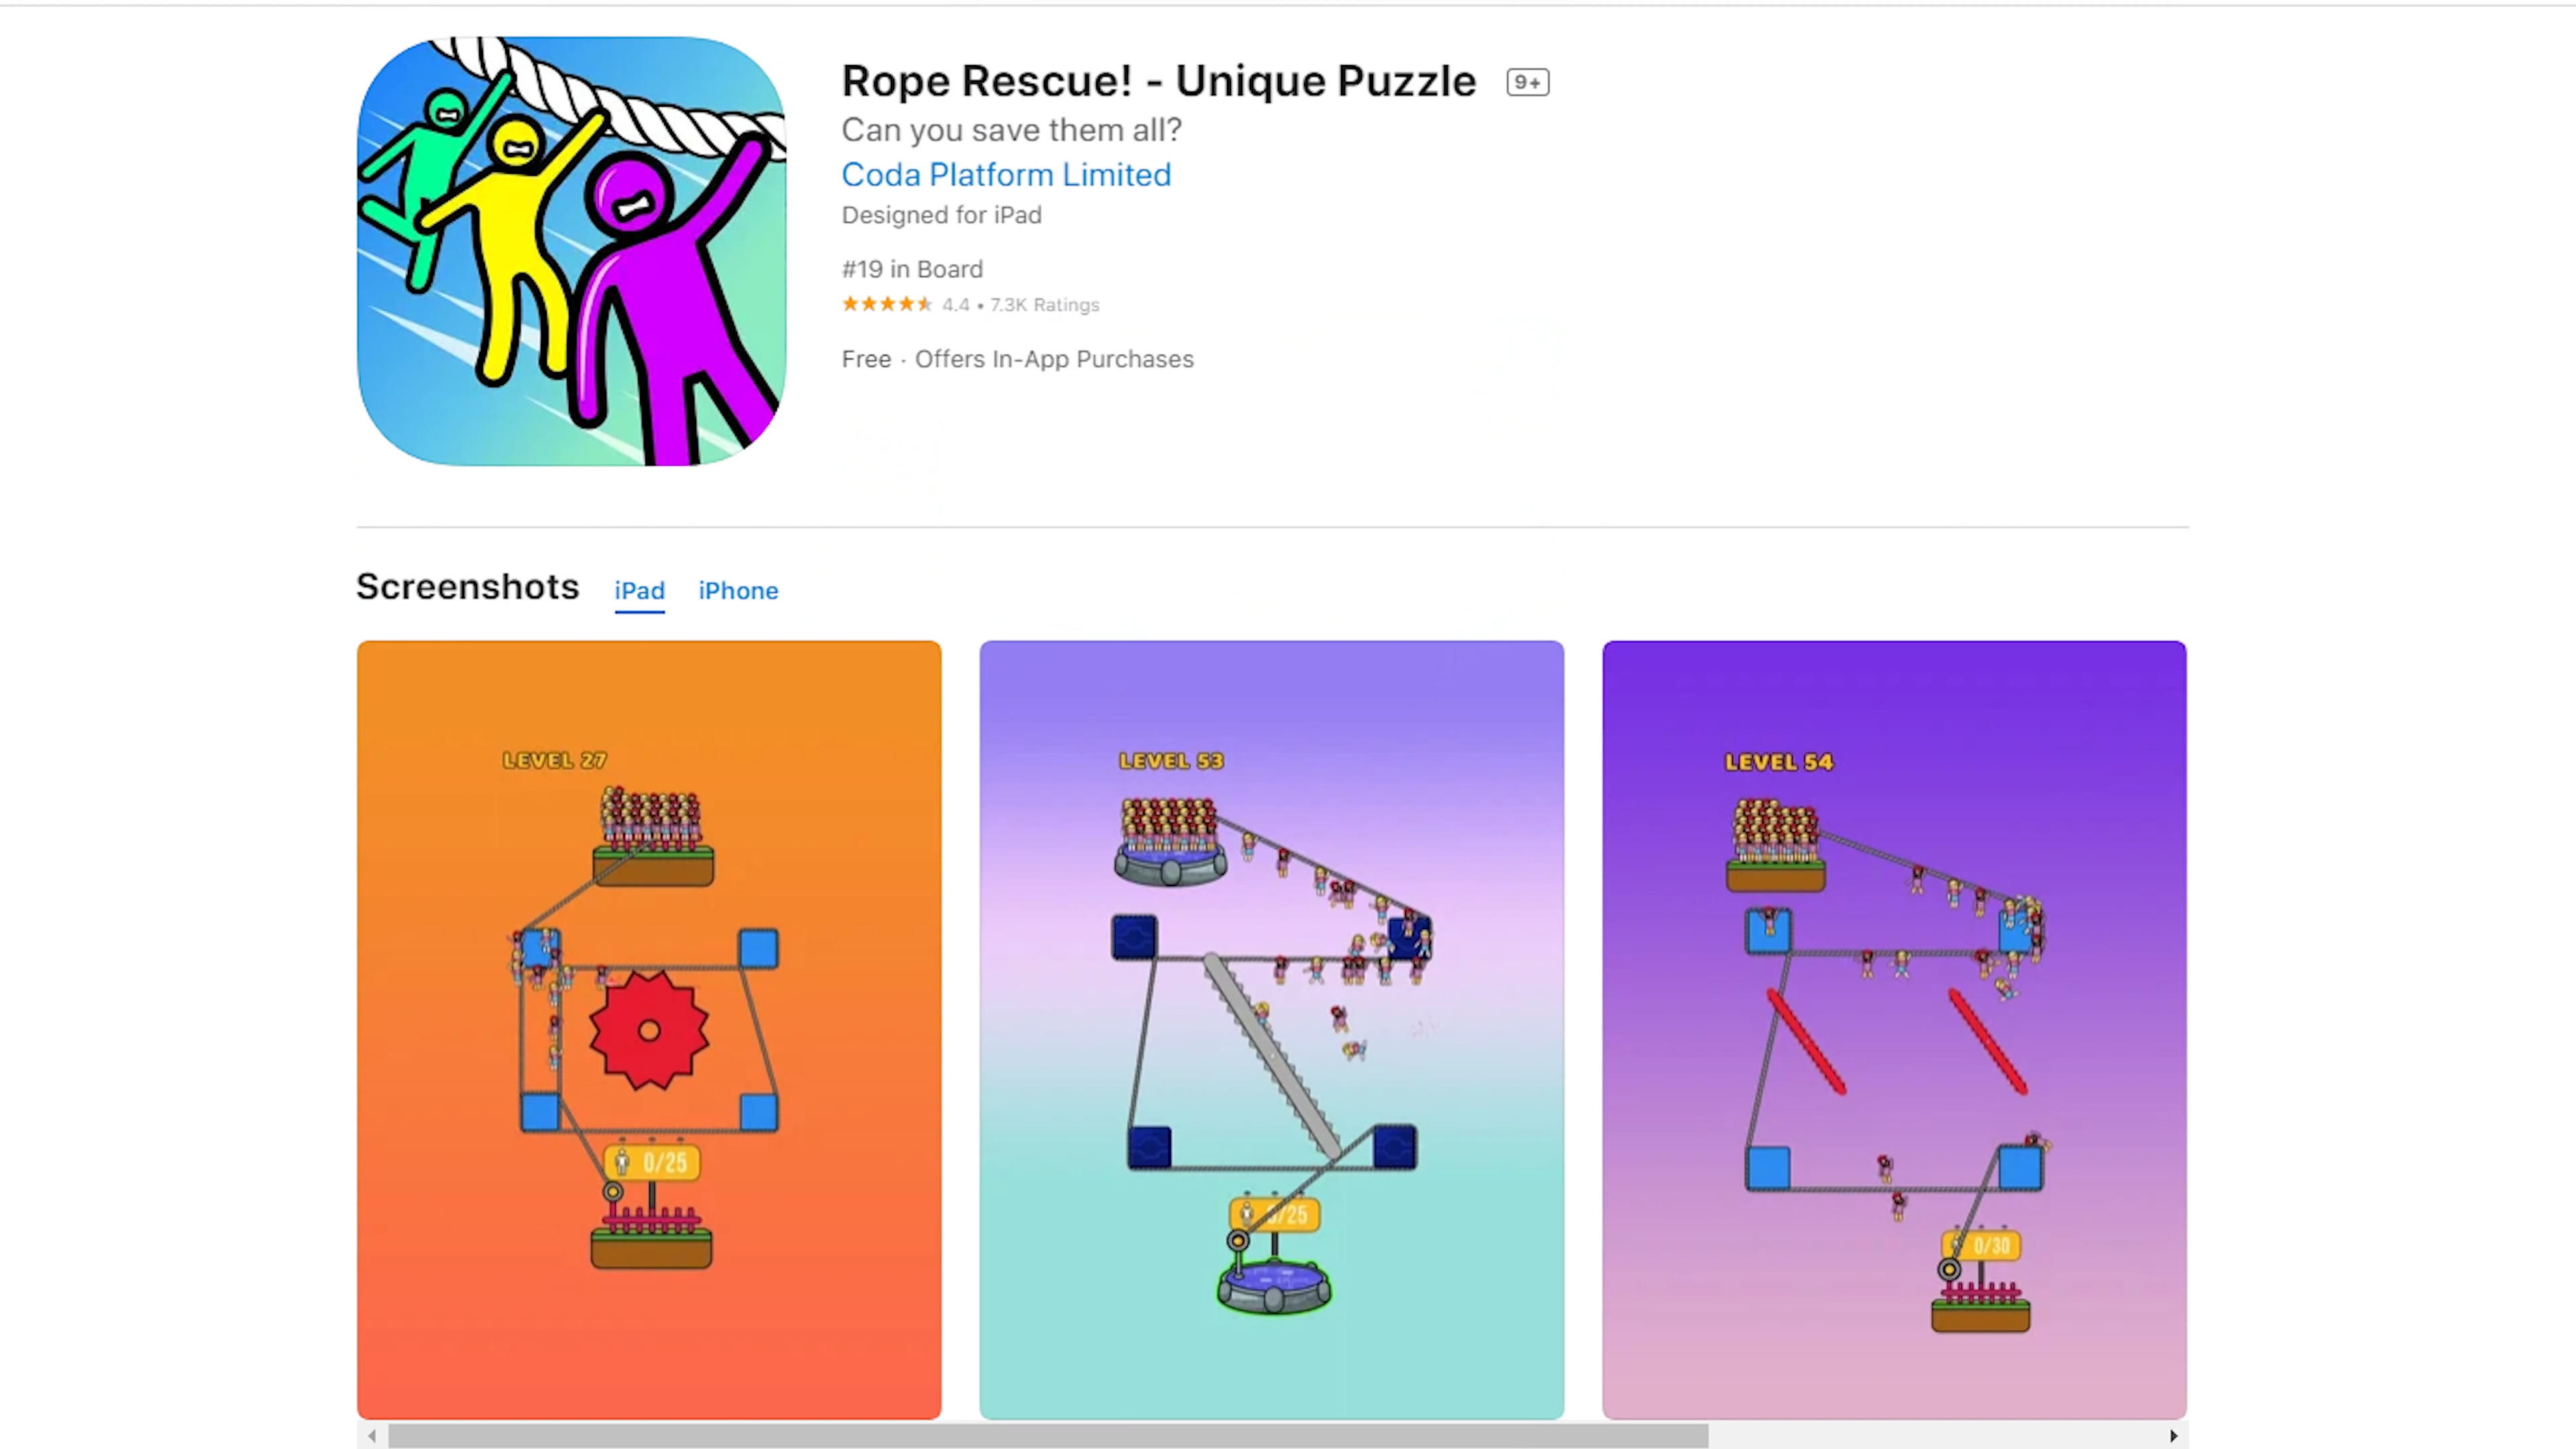 Rope Rescue! - Unique Puzzle 9+
Can you save them all?
Coda Platform Limited
Designed for iPad
#19 in Board
4.4 • 7.3K Ratings
Free · Offers In-App Purchases
Screenshots iPad iPhone
LEVEL 27
0/25
LEVEL 53
/25
LEVEL 54
0/30